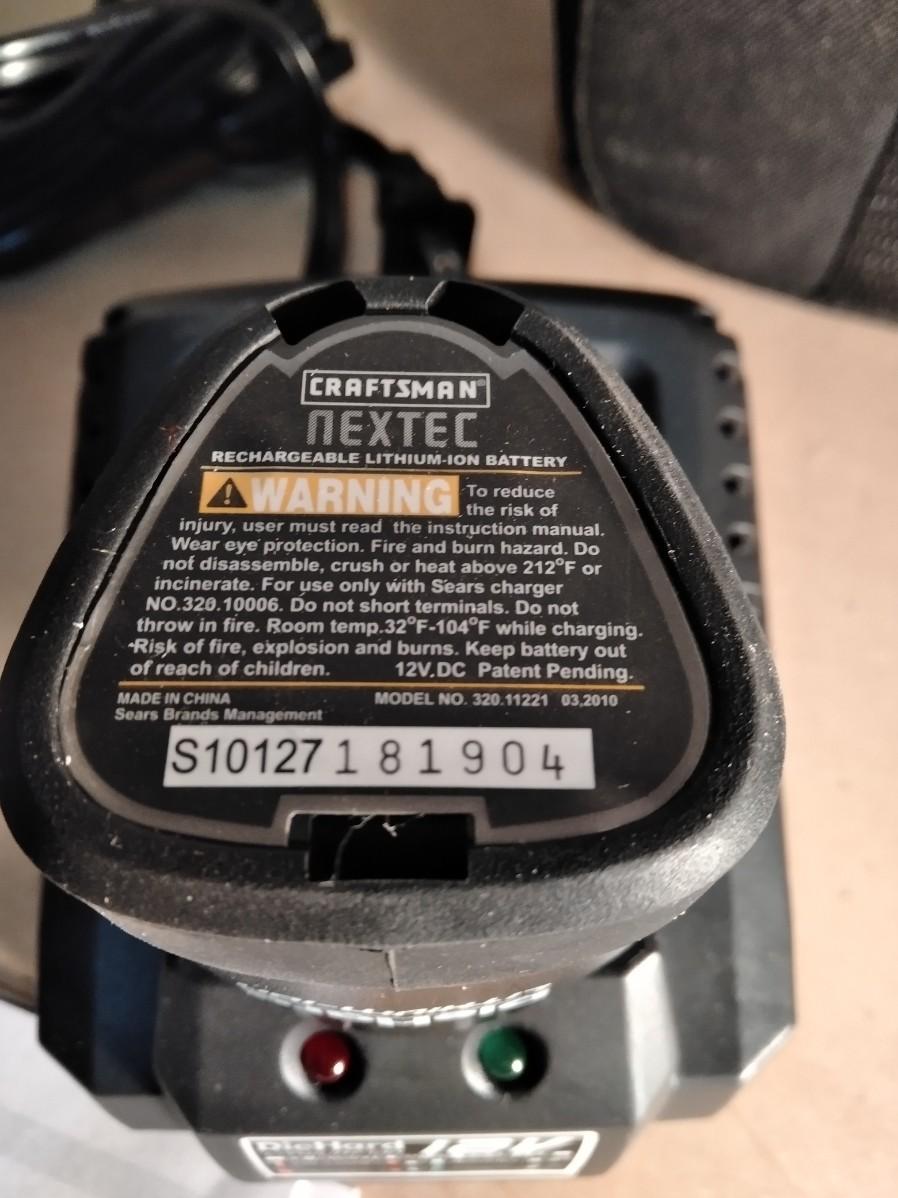 CRAFTSMAN®
NEXTEC
RECHARGEABLE LITHIUM-ION BATTERY
WARNING To reduce
the risk of
injury, user must read the instruction manual.
Wear eye protection. Fire and burn hazard. Do
not disassemble, crush or heat above 212°F or
incinerate. For use only with Sears charger
NO.320.10006. Do not short terminals. Do not
throw in fire. Room temp.32°F-104°F while charging.
Risk of fire, explosion and burns. Keep battery out
of reach of children. 12V.DC Patent Pending.
MADE IN CHINA MODEL NO. 320.11221 03.2010
Sears Brands Management
S10127181904
DieHard 12V